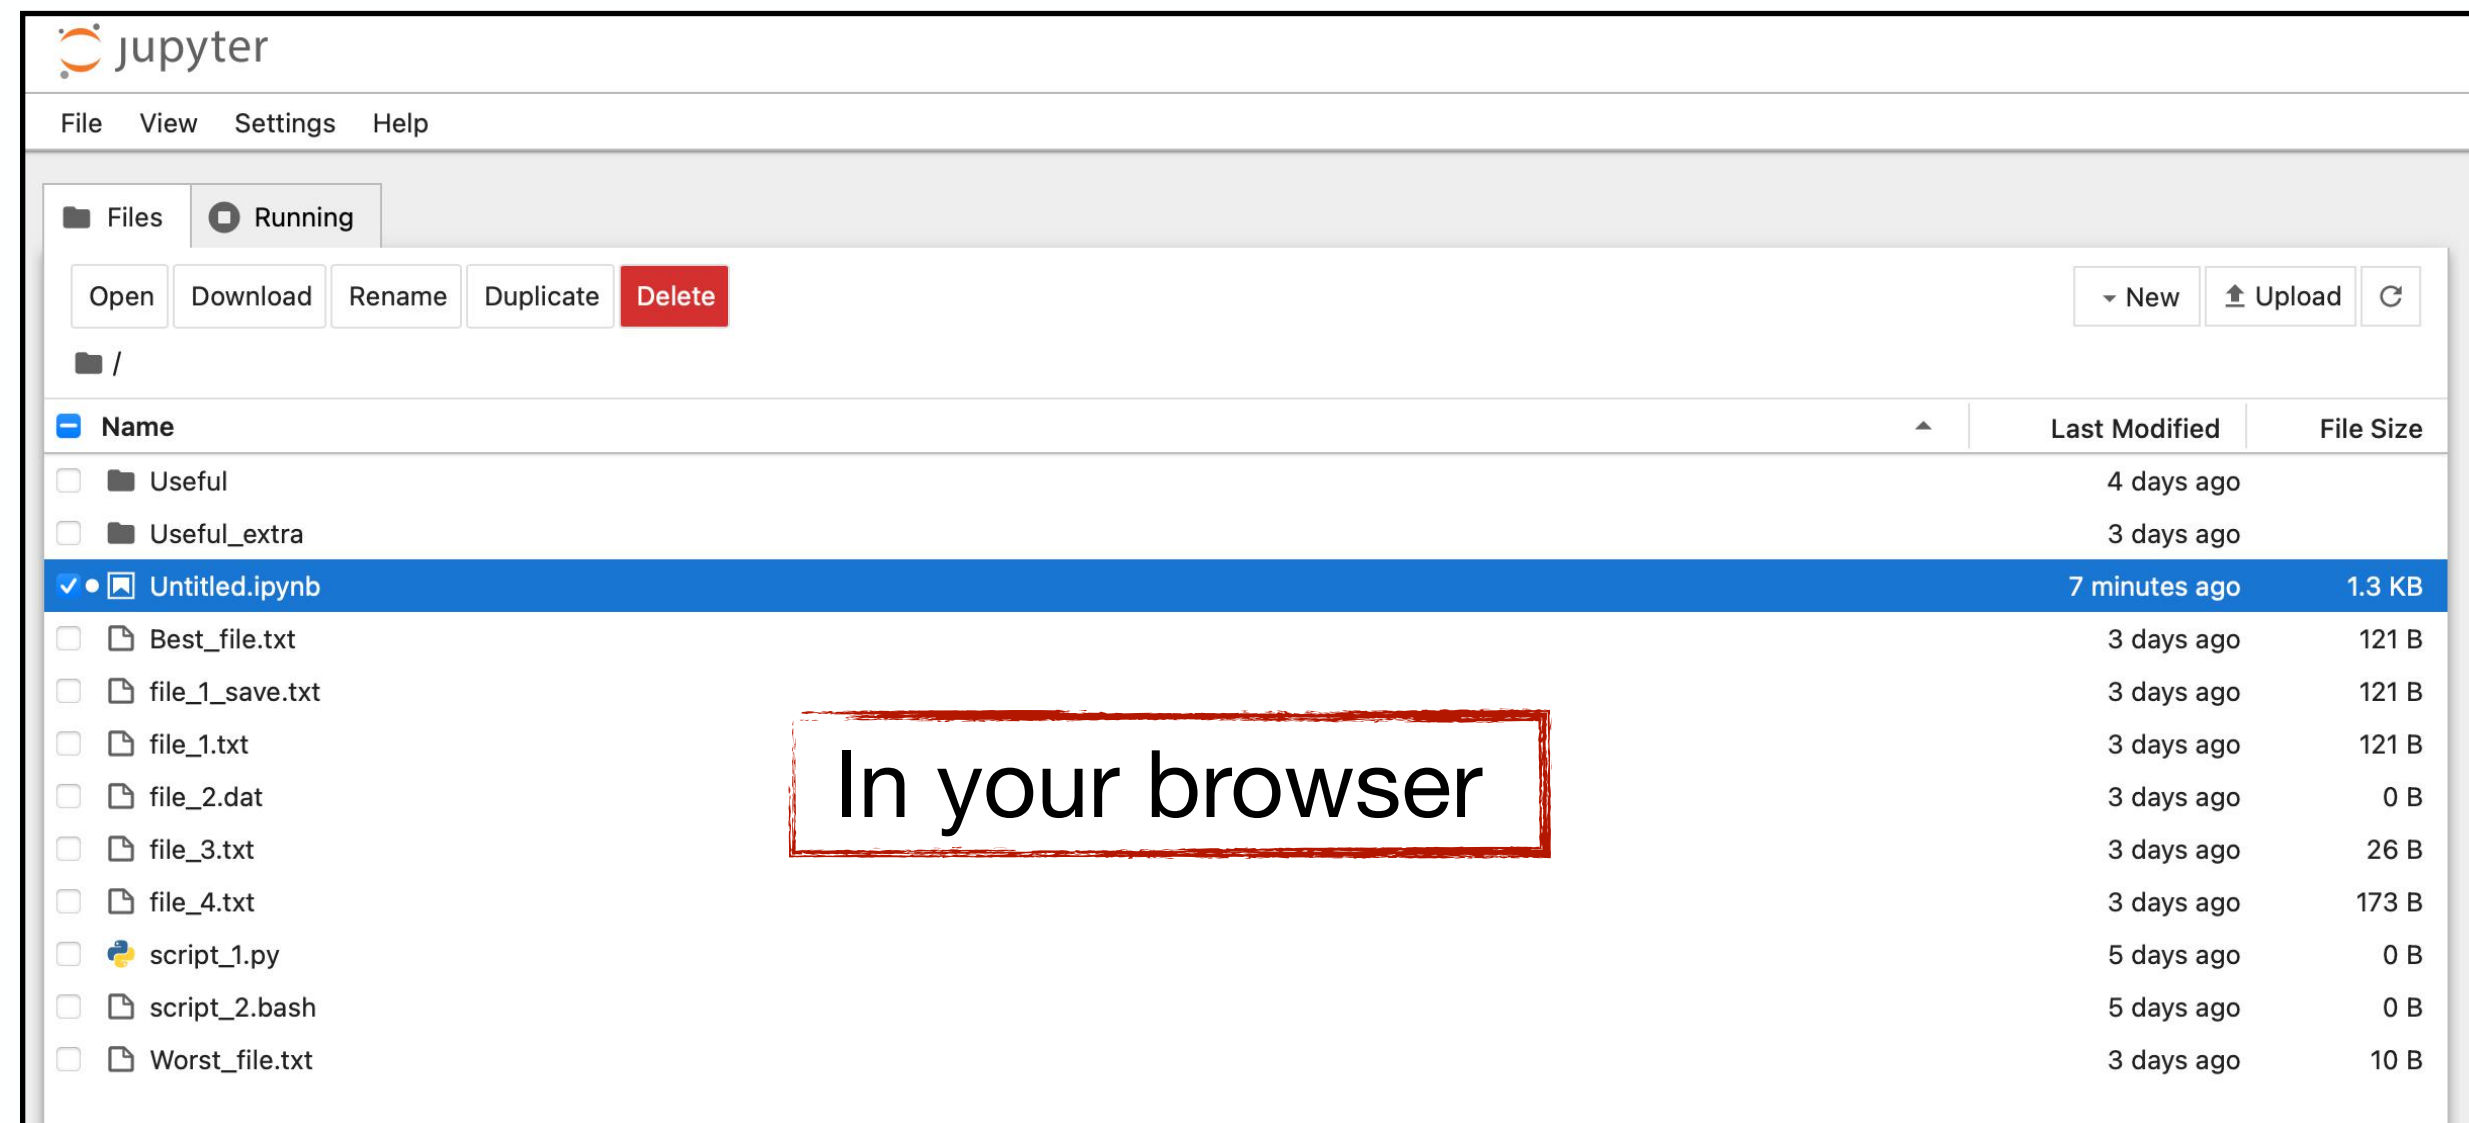 jupyter
File View Settings Help
Files Running
Open Download Rename Duplicate Delete New Upload
/
Name Last Modified File Size
Useful 4 days ago
Useful_extra 3 days ago
Untitled.ipynb 7 minutes ago 1.3 KB
Best_file.txt 3 days ago 121 B
file_1_save.txt 3 days ago 121 B
file_1.txt 3 days ago 121 B
In your browser
file_2.dat 3 days ago 0 B
file_3.txt 3 days ago 26 B
file_4.txt 3 days ago 173 B
script_1.py 5 days ago 0 B
script_2.bash 5 days ago 0 B
Worst_file.txt 3 days ago 10 B